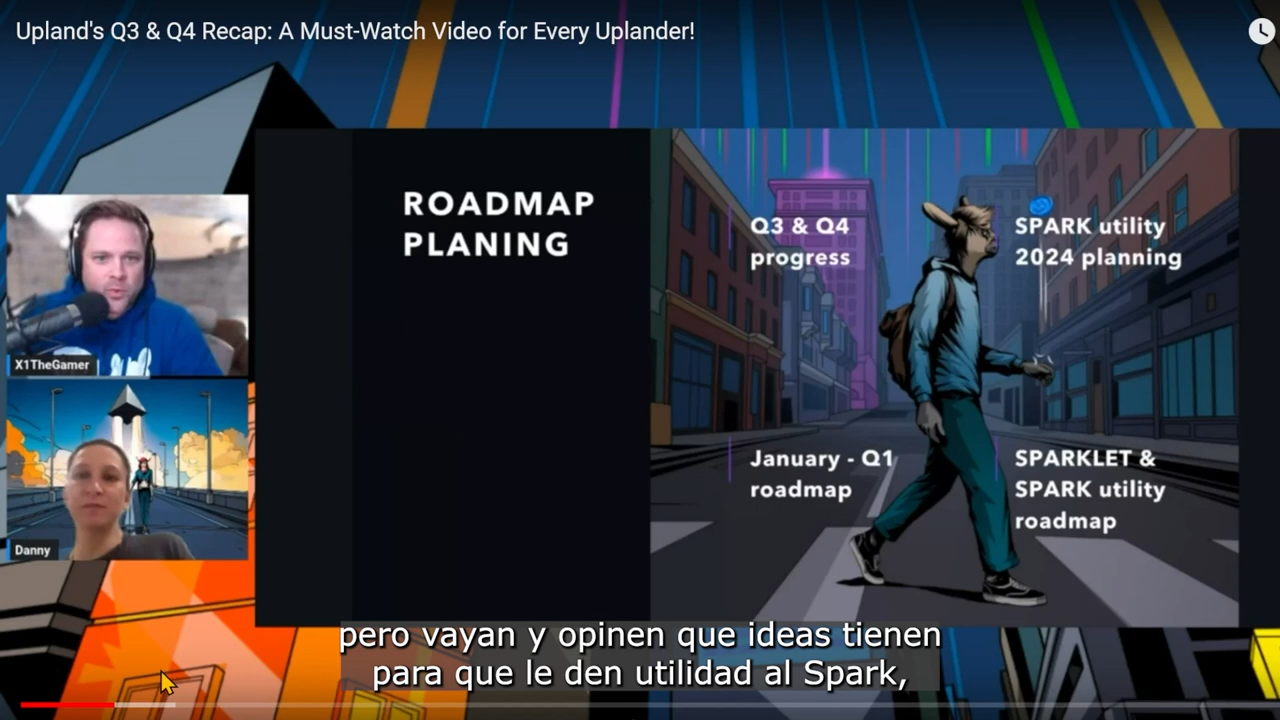 Upland's Q3 & Q4 Recap: A Must-Watch Video for Every Uplander!
ROADMAP
PLANING
Q3 & Q4
progress
SPARK utility
2024 planning
January - Q1
roadmap
SPARKLET &
SPARK utility
roadmap
X1TheGamer
Danny
pero vayan y opinen que ideas tienen
para que le den utilidad al Spark,